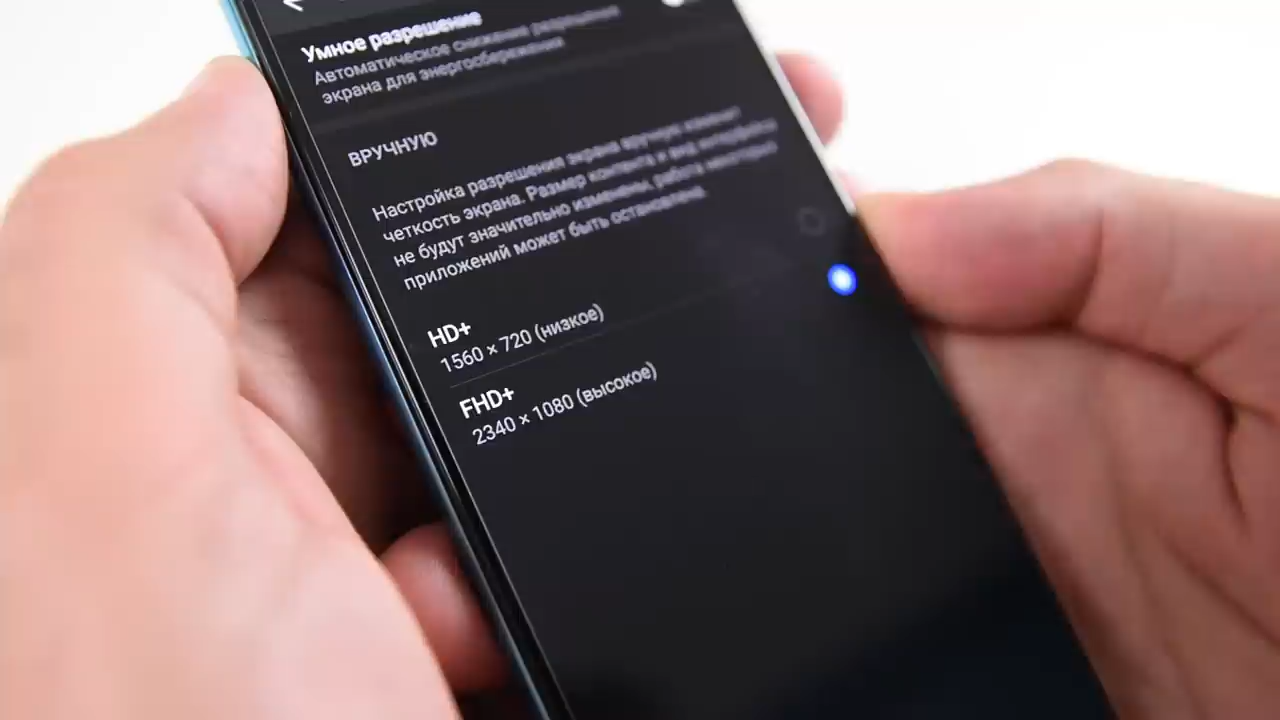 Умное разрешение
Автоматическое снижение разрешения
экрана для энергосбережения
ВРУЧНУЮ
Настройка разрешения экрана вручную изменит
четкость экрана. Размер контента и вид интерфейса
не будут значительно изменены, работа некоторых
приложений может быть остановлена.
HD+
1560 × 720 (низкое)
FHD+
2340 × 1080 (высокое)